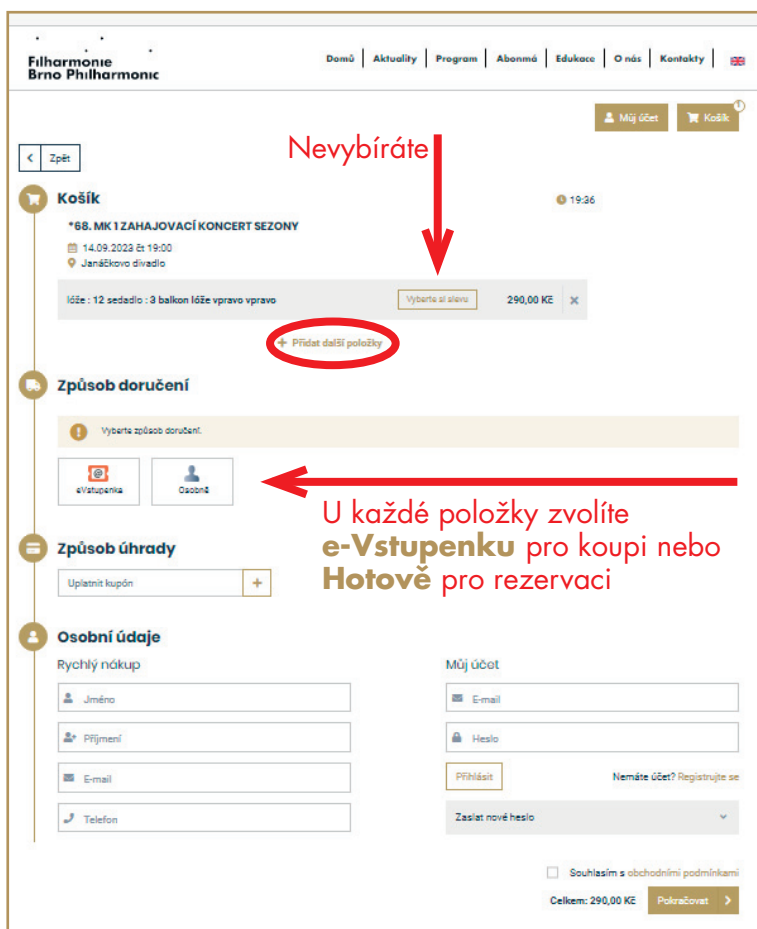 Filharmonie
Brno Philharmonic
Domů Aktuality Program Abonmá Edukace O nás Kontakty
Můj účet Košík 1
Nevybíráte
Zpět
Košík 19:36
*68. MK 1 ZAHAJOVACÍ KONCERT SEZONY
14.09.2023 čt 19:00
Janáčkovo divadlo
lóže : 12 sedadlo : 3 balkon lóže vpravo vpravo Vyberte si slevu 290,00 Kč ×
+ Přidat další položky
Způsob doručení
Vyberte způsob doručení.
eVstupenka Osobně
U každé položky zvolíte
e-Vstupenku pro koupi nebo
Hotově pro rezervaci
Způsob úhrady
Uplatnit kupón +
Osobní údaje
Rychlý nákup Můj účet
Jméno E-mail
Příjmení Heslo
E-mail Přihlásit Nemáte účet? Registrujte se
Telefon Zaslat nové heslo
Souhlasím s obchodními podmínkami
Celkem: 290,00 Kč Pokračovat